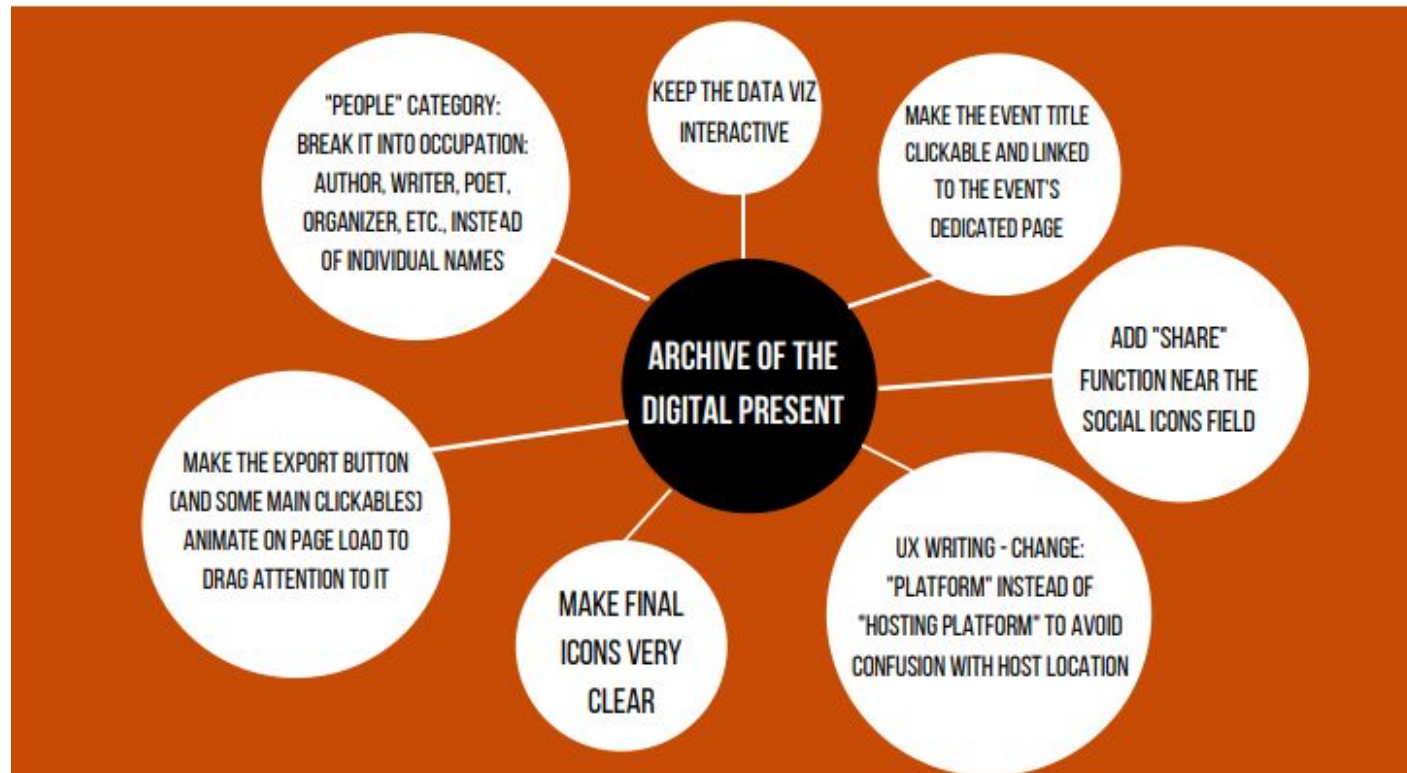 "PEOPLE" CATEGORY:
BREAK IT INTO OCCUPATION:
AUTHOR, WRITER, POET,
ORGANIZER, ETC., INSTEAD
OF INDIVIDUAL NAMES
KEEP THE DATA VIZ
INTERACTIVE
MAKE THE EVENT TITLE
CLICKABLE AND LINKED
TO THE EVENT'S
DEDICATED PAGE
ARCHIVE OF THE
DIGITAL PRESENT
ADD "SHARE"
FUNCTION NEAR THE
SOCIAL ICONS FIELD
MAKE THE EXPORT BUTTON
(AND SOME MAIN CLICKABLES)
ANIMATE ON PAGE LOAD TO
DRAG ATTENTION TO IT
MAKE FINAL
ICONS VERY
CLEAR
UX WRITING - CHANGE:
"PLATFORM" INSTEAD OF
"HOSTING PLATFORM" TO AVOID
CONFUSION WITH HOST LOCATION